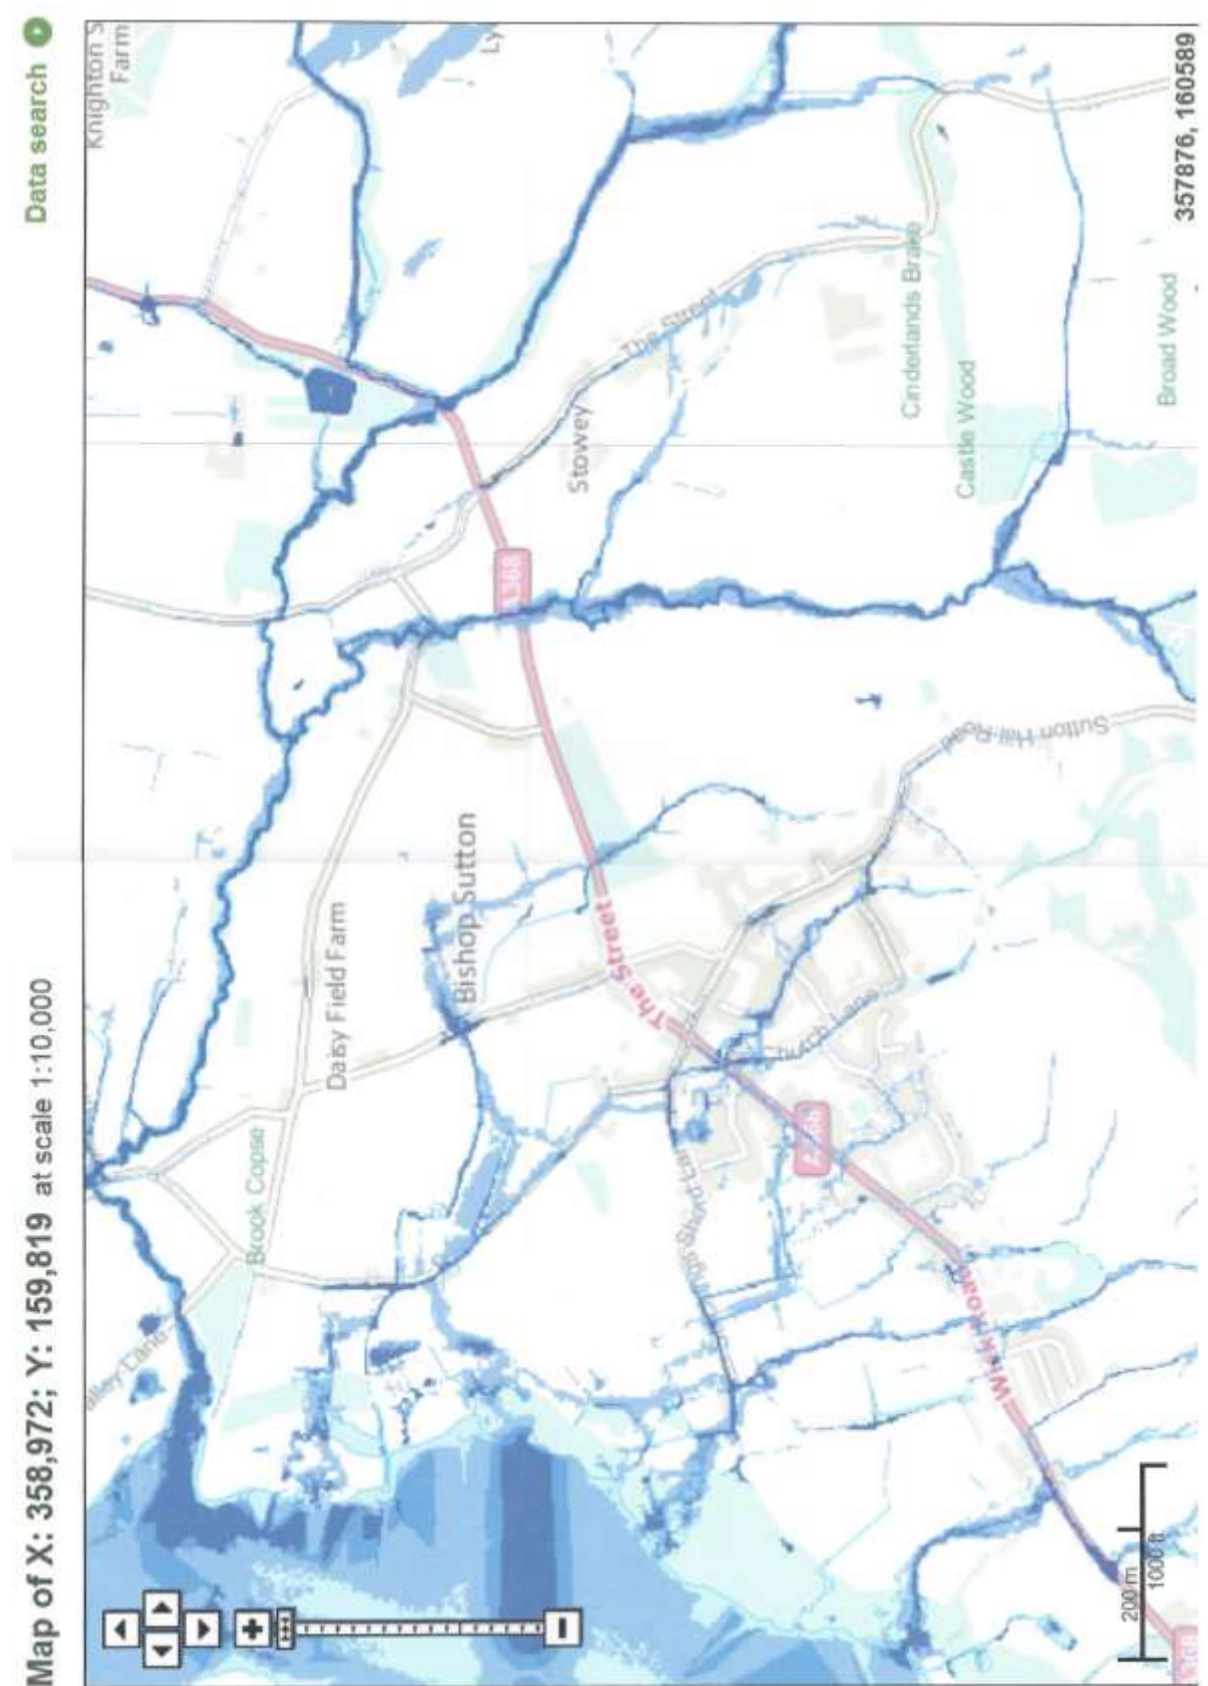 Map of X: 358,972; Y: 159,819 at scale 1:10,000
Data search
Knighton S
Farm
Ly
alley Lane
Brook Copse
Daisy Field Farm
Bishop Sutton
A368
The Street
Stowey
The Street
Cinderlands Brake
Castle Wood
Broad Wood
Sutton Hill Road
Wick Road
200 m
1000 ft
357876, 160589